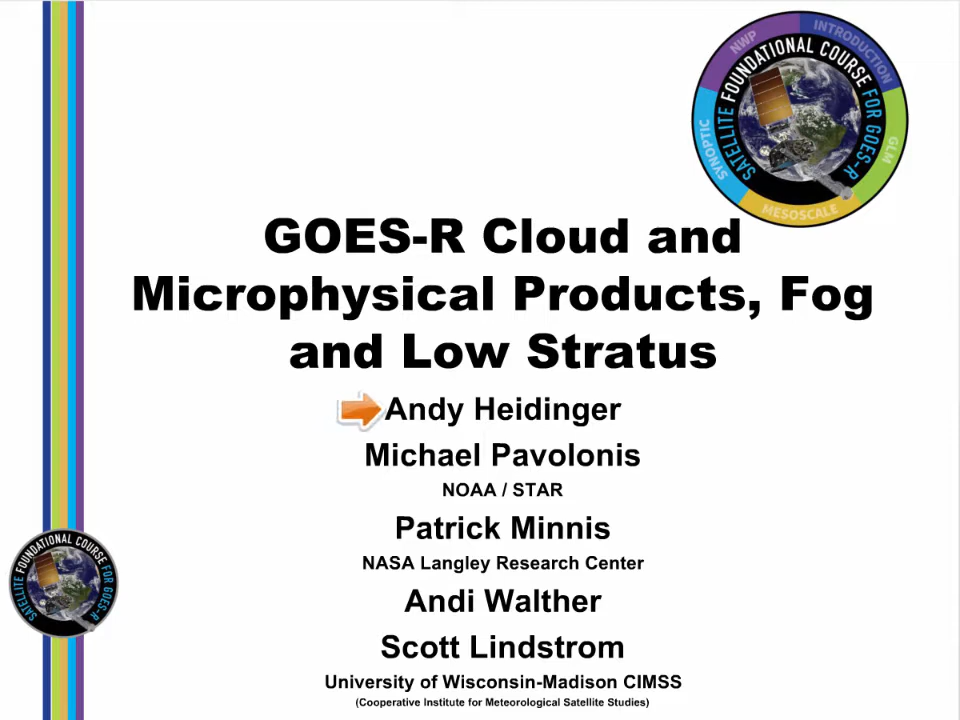 NWP
INTRODUCTION
SATELLITE FOUNDATIONAL COURSE FOR GOES-R
SYNOPTIC
GLM
MESOSCALE
GOES-R Cloud and
Microphysical Products, Fog
and Low Stratus
Andy Heidinger
Michael Pavolonis
NOAA / STAR
Patrick Minnis
NASA Langley Research Center
Andi Walther
Scott Lindstrom
University of Wisconsin-Madison CIMSS
(Cooperative Institute for Meteorological Satellite Studies)
SATELLITE FOUNDATIONAL COURSE FOR GOES-R